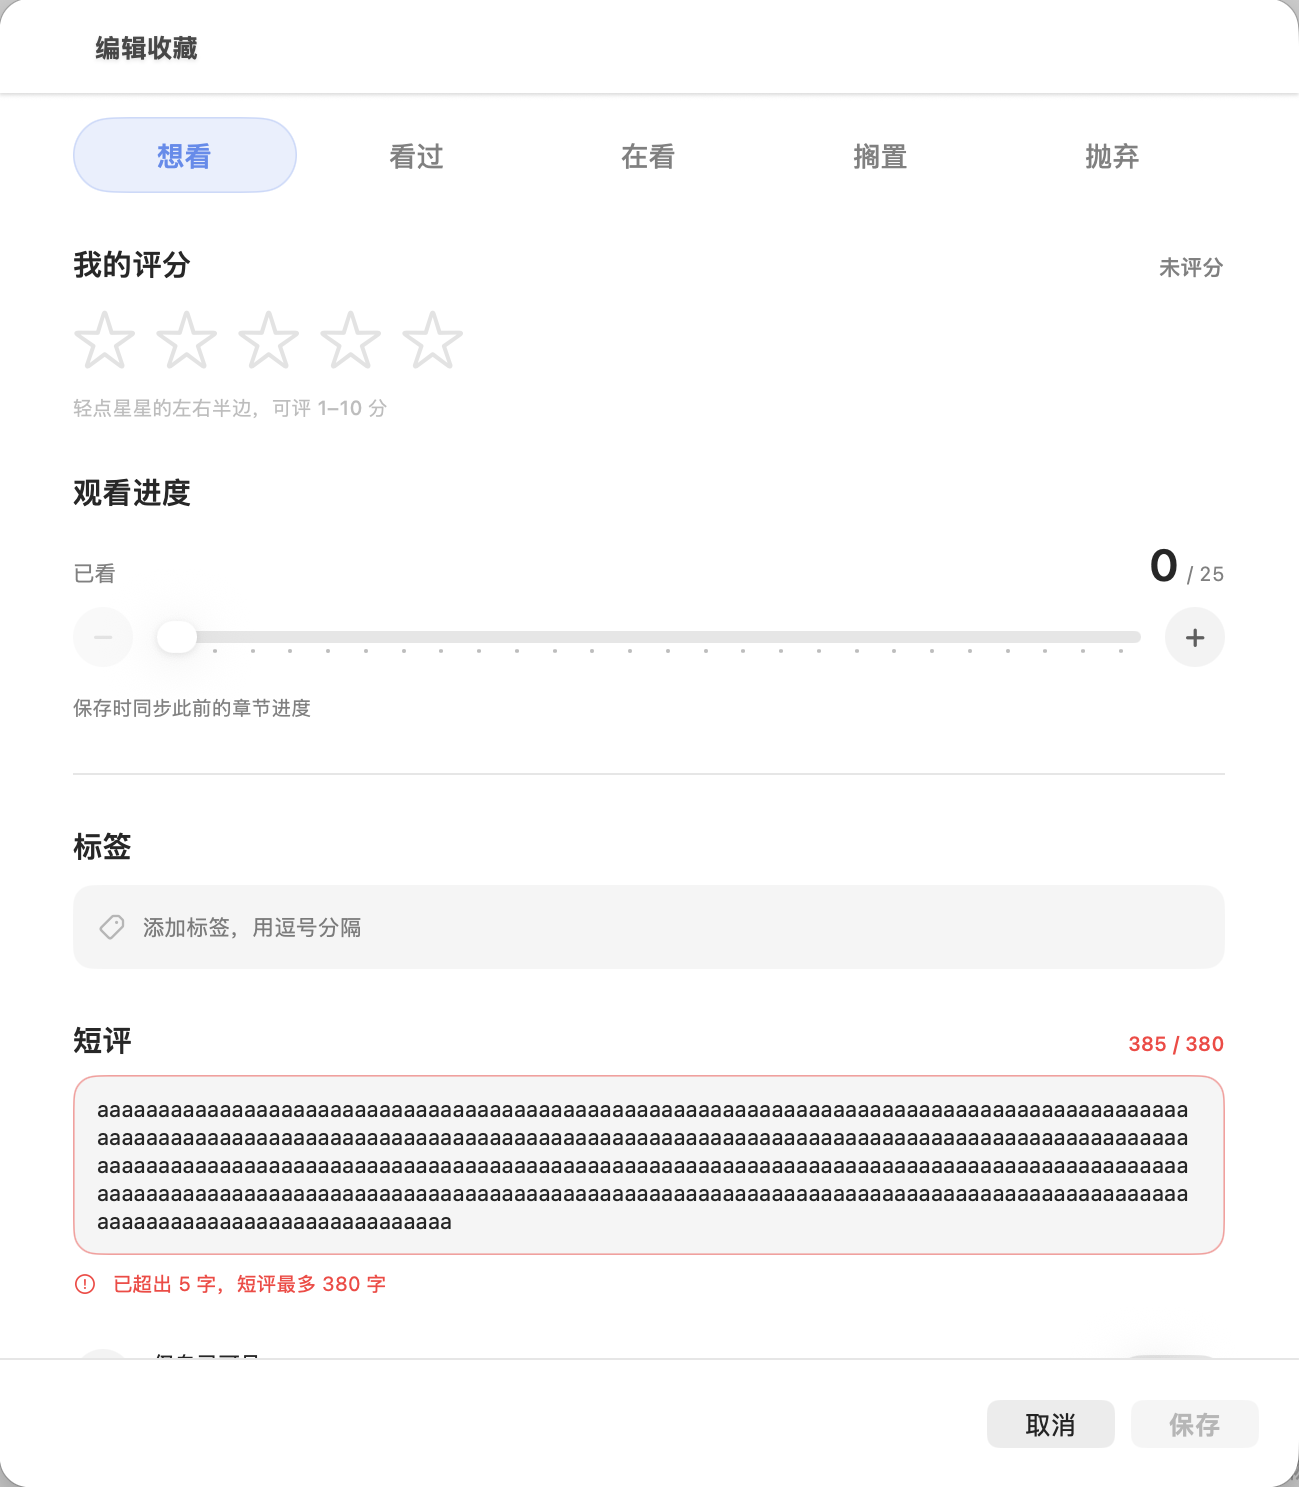 编辑收藏
想看 看过 在看 搁置 抛弃
我的评分 未评分
轻点星星的左右半边，可评 1–10 分
观看进度
已看 0 / 25
保存时同步此前的章节进度
标签
添加标签，用逗号分隔
短评 385 / 380
aaaaaaaaaaaaaaaaaaaaaaaaaaaaaaaaaaaaaaaaaaaaaaaaaaaaaaaaaaaaaaaaaaaaaaaaaaaaaaaaaaaaaaaaa
aaaaaaaaaaaaaaaaaaaaaaaaaaaaaaaaaaaaaaaaaaaaaaaaaaaaaaaaaaaaaaaaaaaaaaaaaaaaaaaaaaaaaaaaa
aaaaaaaaaaaaaaaaaaaaaaaaaaaaaaaaaaaaaaaaaaaaaaaaaaaaaaaaaaaaaaaaaaaaaaaaaaaaaaaaaaaaaaaaa
aaaaaaaaaaaaaaaaaaaaaaaaaaaaaaaaaaaaaaaaaaaaaaaaaaaaaaaaaaaaaaaaaaaaaaaaaaaaaaaaaaaaaaaaa
aaaaaaaaaaaaaaaaaaaaaaaaaaaaa
已超出 5 字，短评最多 380 字
取消 保存